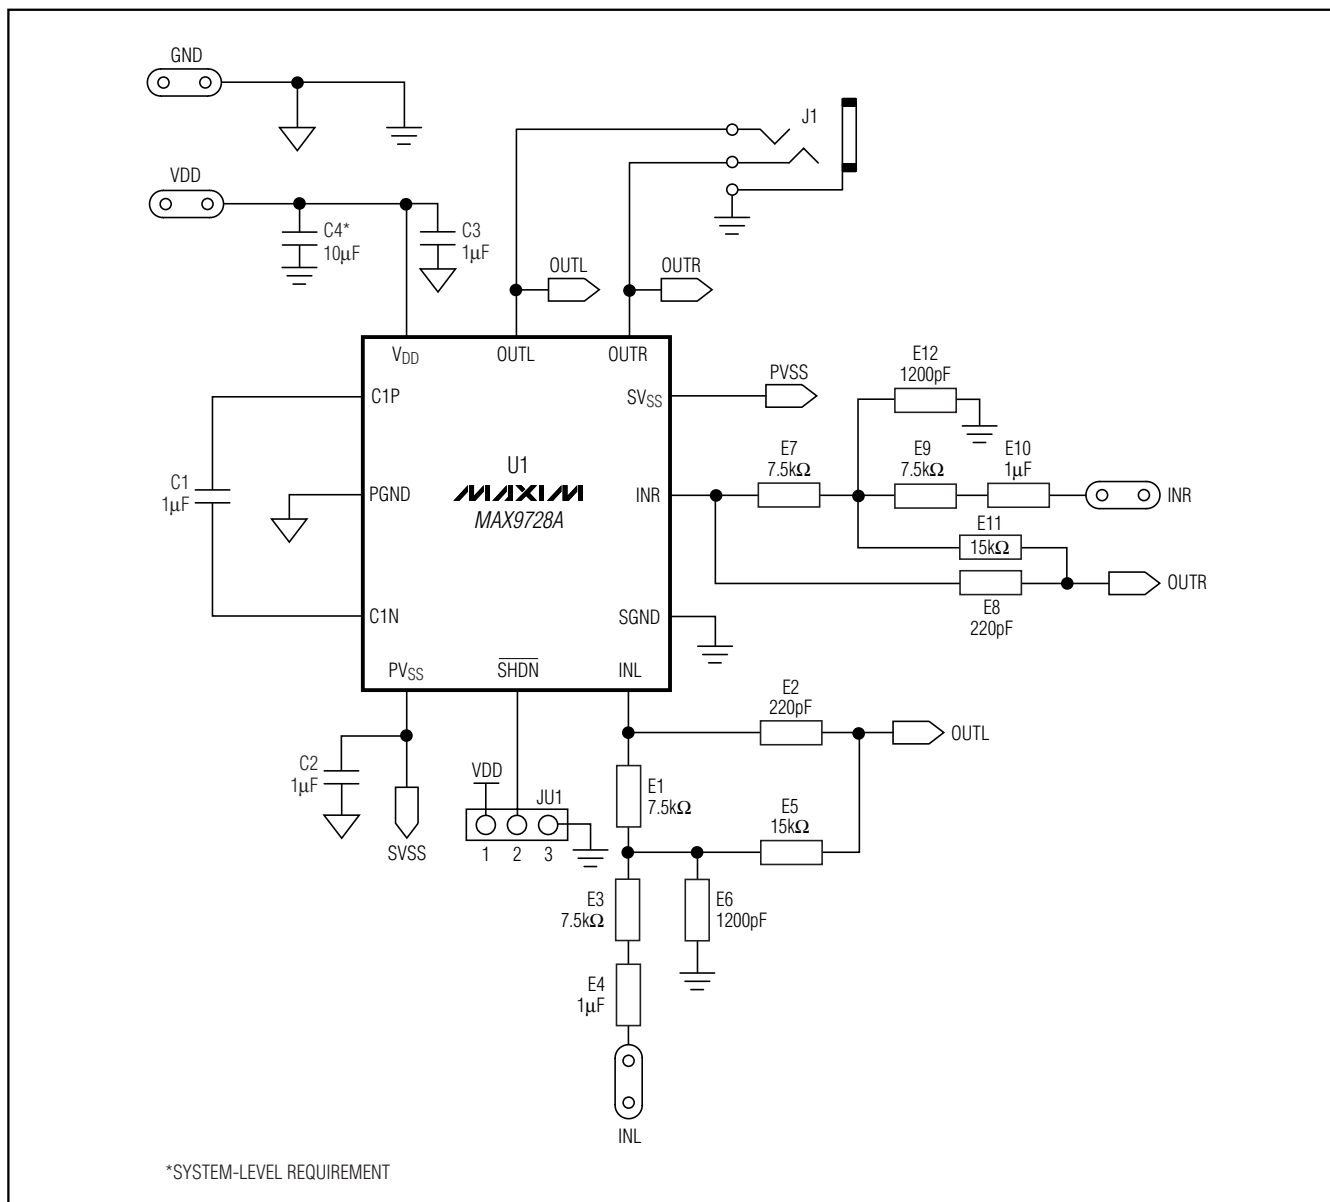 GND
J1
VDD
C4*
10µF
C3
1µF
OUTL
OUTR
VDD
OUTL
OUTR
C1P
SVSS
PVSS
E12
1200pF
C1
1µF
PGND
U1
MAXIM
MAX9728A
INR
E7
7.5kΩ
E9
7.5kΩ
E10
1µF
INR
E11
15kΩ
OUTR
E8
220pF
C1N
SGND
PVSS
SHDN
INL
E2
220pF
OUTL
C2
1µF
SVSS
VDD
JU1
1 2 3
E1
7.5kΩ
E5
15kΩ
E3
7.5kΩ
E6
1200pF
E4
1µF
INL
*SYSTEM-LEVEL REQUIREMENT